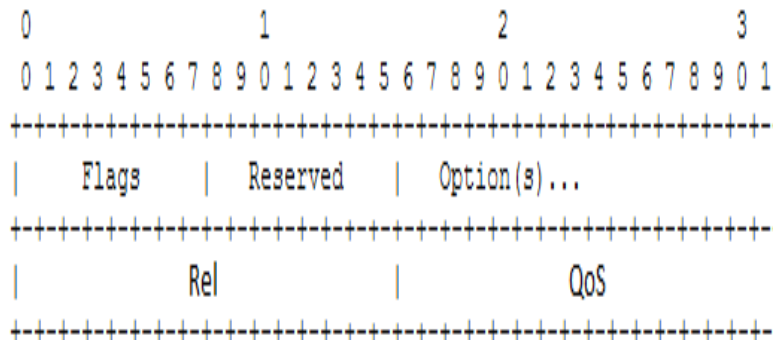 0 1 2 3
0 1 2 3 4 5 6 7 8 9 0 1 2 3 4 5 6 7 8 9 0 1 2 3 4 5 6 7 8 9 0 1
+-+-+-+-+-+-+-+-+-+-+-+-+-+-+-+-+-+-+-+-+-+-+-+-+-+-+-+-+-+-+-+-
| Flags | Reserved | Option(s)...
+-+-+-+-+-+-+-+-+-+-+-+-+-+-+-+-+-+-+-+-+-+-+-+-+-+-+-+-+-+-+-+-
| Rel | QoS
+-+-+-+-+-+-+-+-+-+-+-+-+-+-+-+-+-+-+-+-+-+-+-+-+-+-+-+-+-+-+-+-